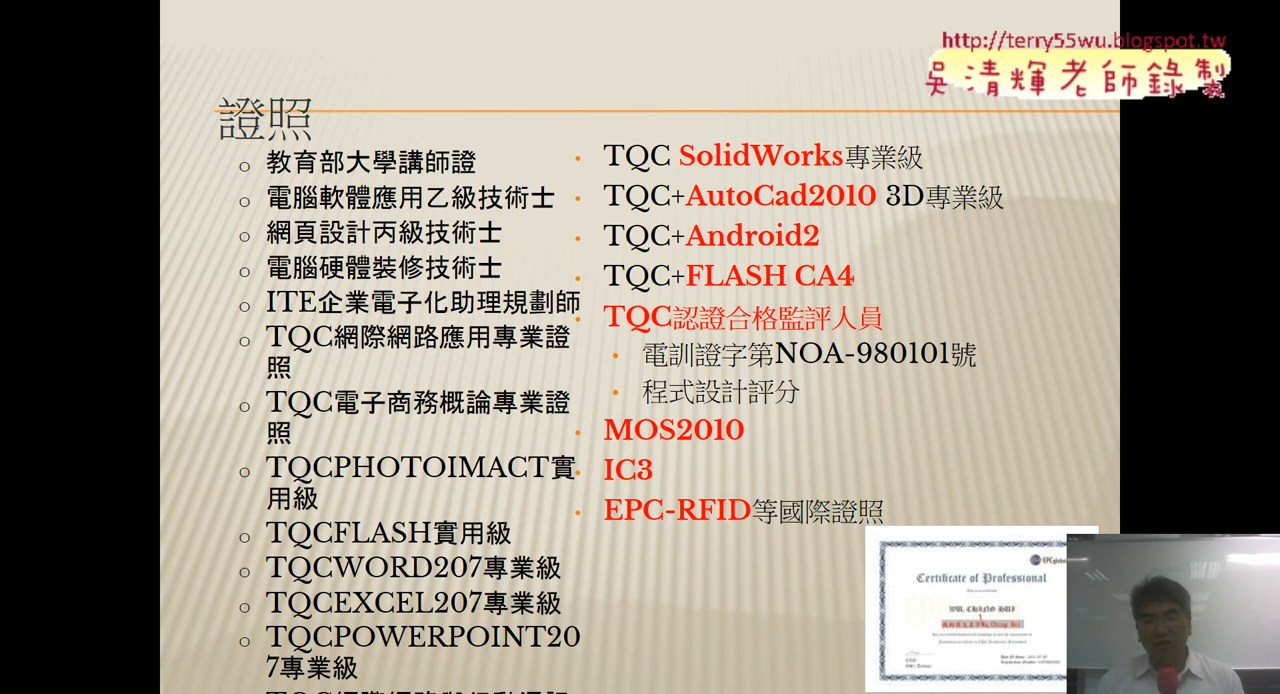 http://terry55wu.blogspot.tw
吳清輝老師錄製
證照
教育部大學講師證
電腦軟體應用乙級技術士
網頁設計丙級技術士
電腦硬體裝修技術士
ITE企業電子化助理規劃師
TQC網際網路應用專業證
照
TQC電子商務概論專業證
照
TQCPHOTOIMACT實
用級
TQCFLASH實用級
TQCWORD207專業級
TQCEXCEL207專業級
TQCPOWERPOINT20
7專業級
TQC SolidWorks專業級
TQC+AutoCad2010 3D專業級
TQC+Android2
TQC+FLASH CA4
TQC認證合格監評人員
電訓證字第NOA-980101號
程式設計評分
MOS2010
IC3
EPC-RFID等國際證照
Certificate of Professional
WU, CHING-HUI